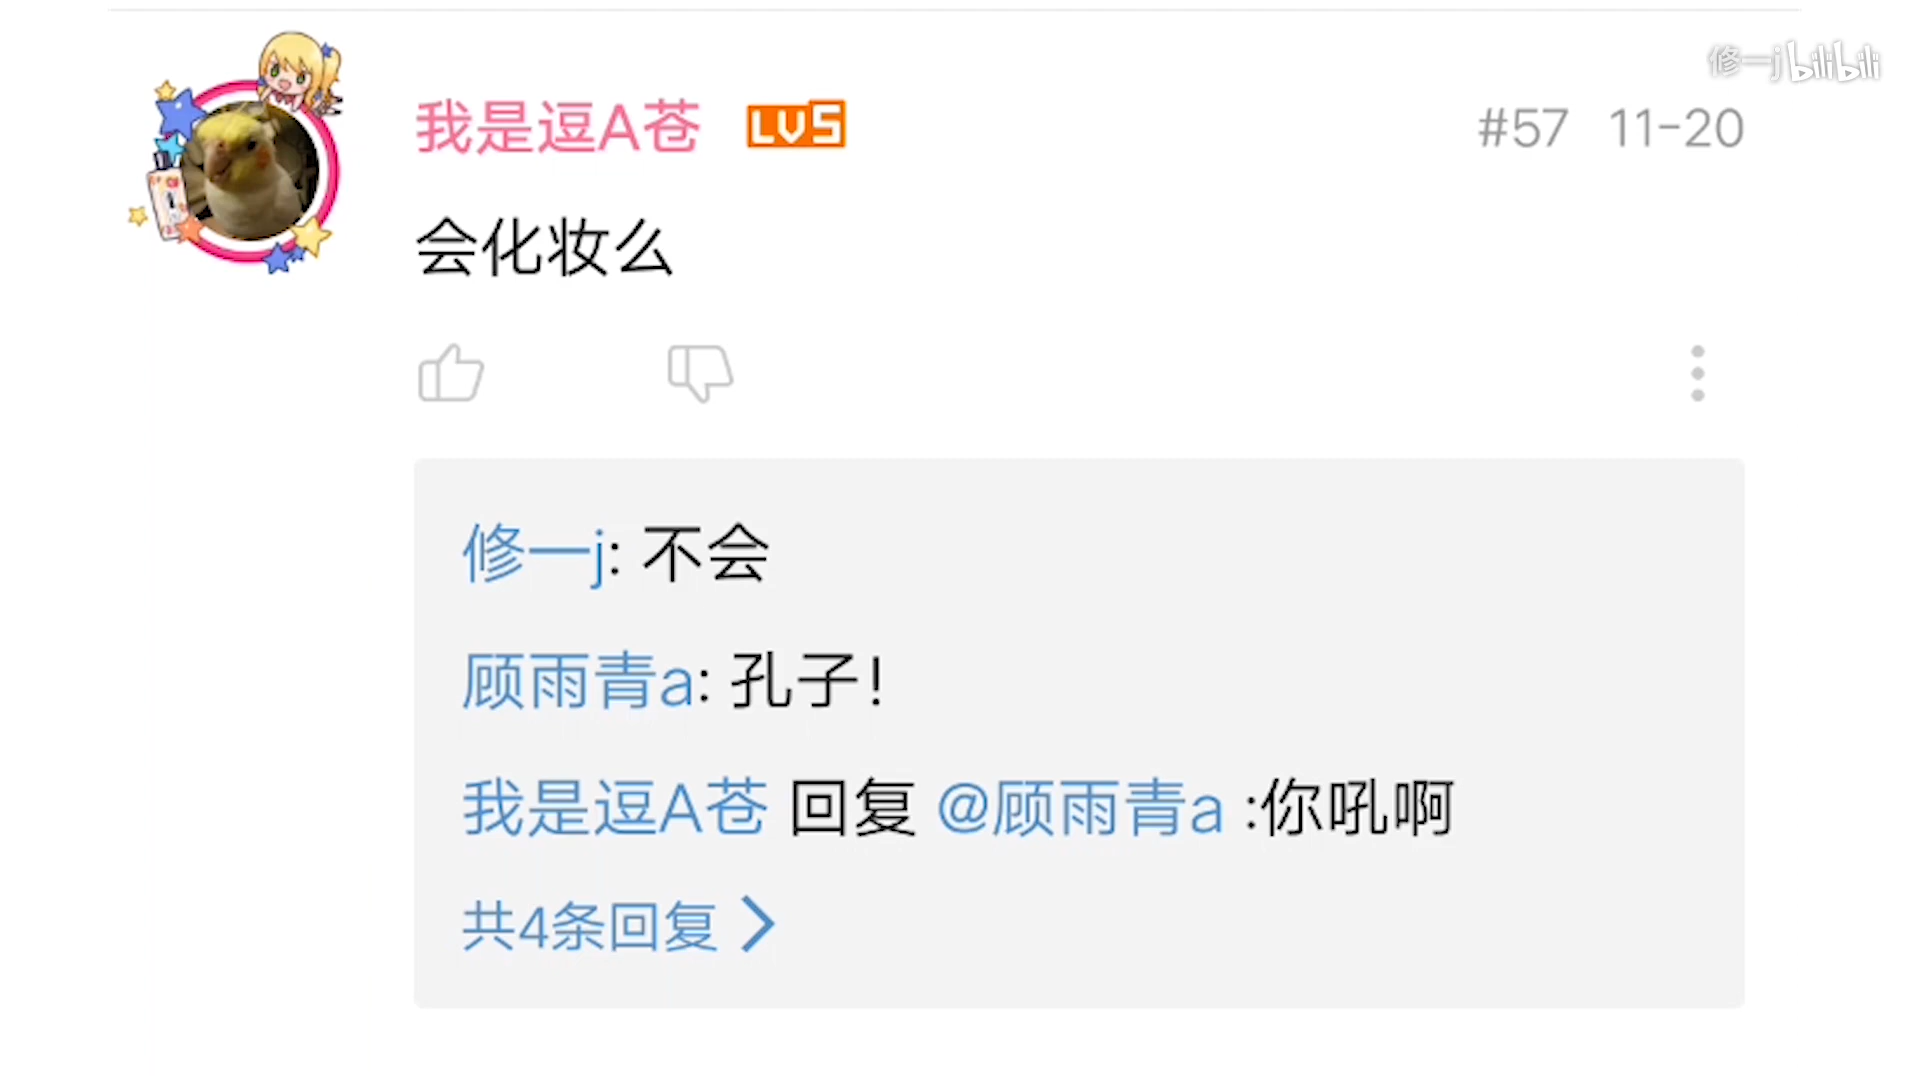 修一j bilibili
我是逗A苍 LV5 #57 11-20
会化妆么
修一j: 不会
顾雨青a: 孔子!
我是逗A苍 回复 @顾雨青a :你吼啊
共4条回复